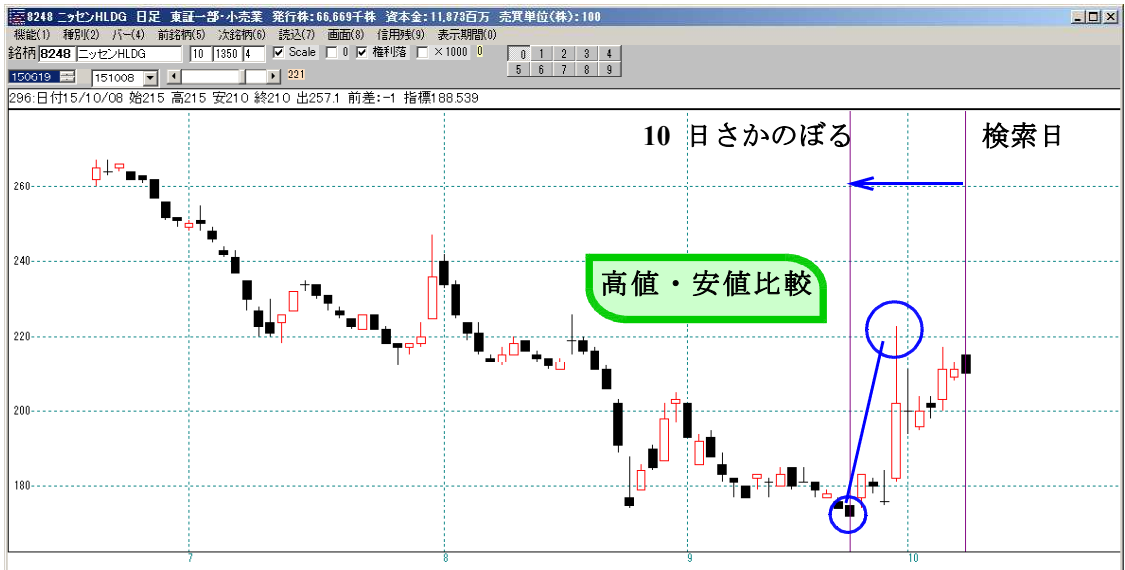 8248 ニッセンHLDG 日足 東証一部・小売業 発行株:66,669千株 資本金:11,873百万 売買単位(株):100
機能(1) 種別(2) バー(4) 前銘柄(5) 次銘柄(6) 読込(7) 画面(8) 信用残(9) 表示期間(0)
銘柄 8248 ニッセンHLDG 10 1350 4 Scale 0 権利落 ×1000 0 0 1 2 3 4
5 6 7 8 9
150619 151008 221
296:日付15/10/08 始215 高215 安210 終210 出257.1 前差:-1 指標188.539
10 日さかのぼる 検索日
260
240
高値・安値比較
220
200
180
7 8 9 10